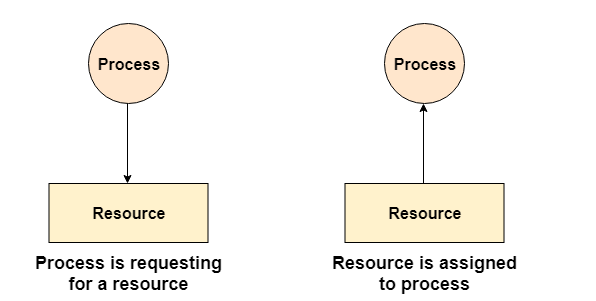 Process
Process
Resource
Resource
Process is requesting
for a resource
Resource is assigned
to process